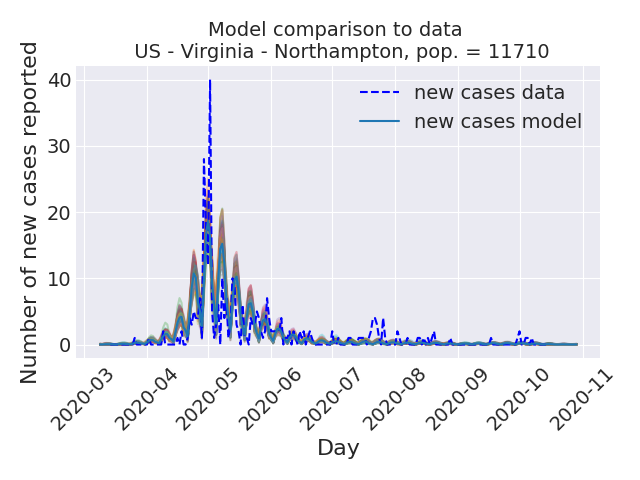 Model comparison to data
US - Virginia - Northampton, pop. = 11710
Number of new cases reported
40
30
20
10
0
new cases data
new cases model
2020-03
2020-04
2020-05
2020-06
2020-07
2020-08
2020-09
2020-10
2020-11
Day